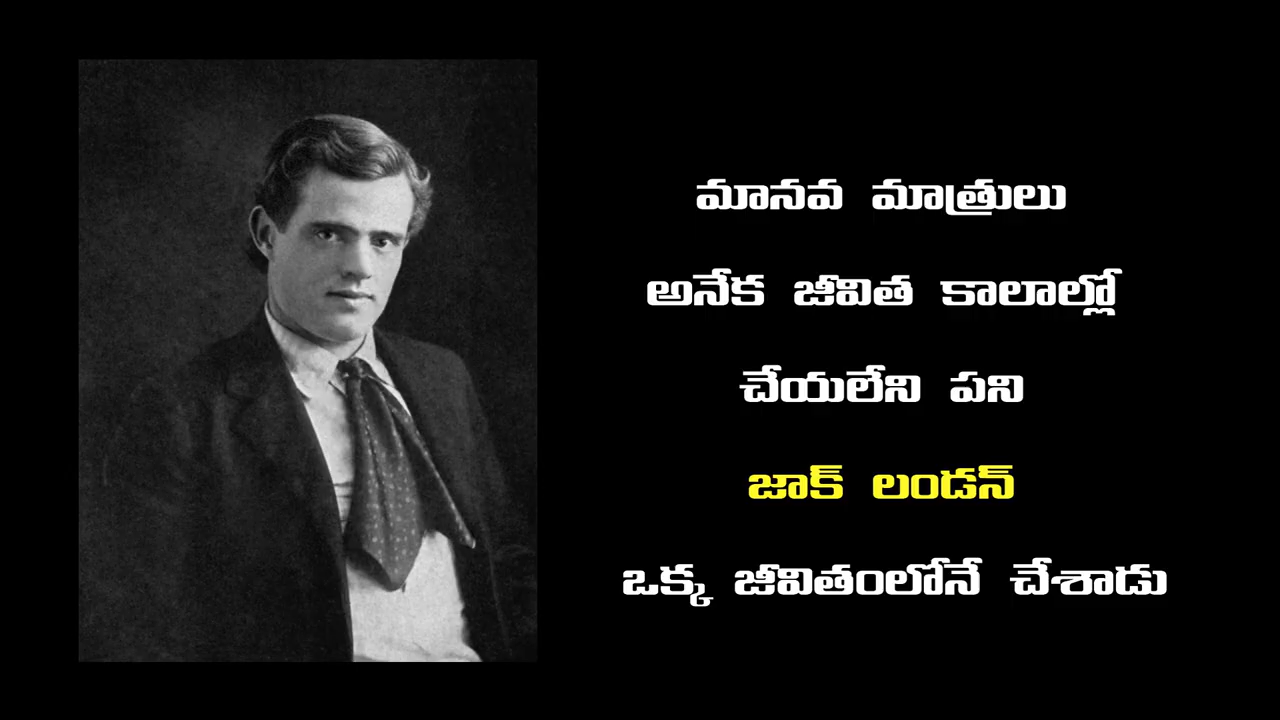 మానవ మాత్రులు
అనేక జీవిత కాలాల్లో
చేయలేని పని
జాక్ లండన్
ఒక్క జీవితంలోనే చేశాడు